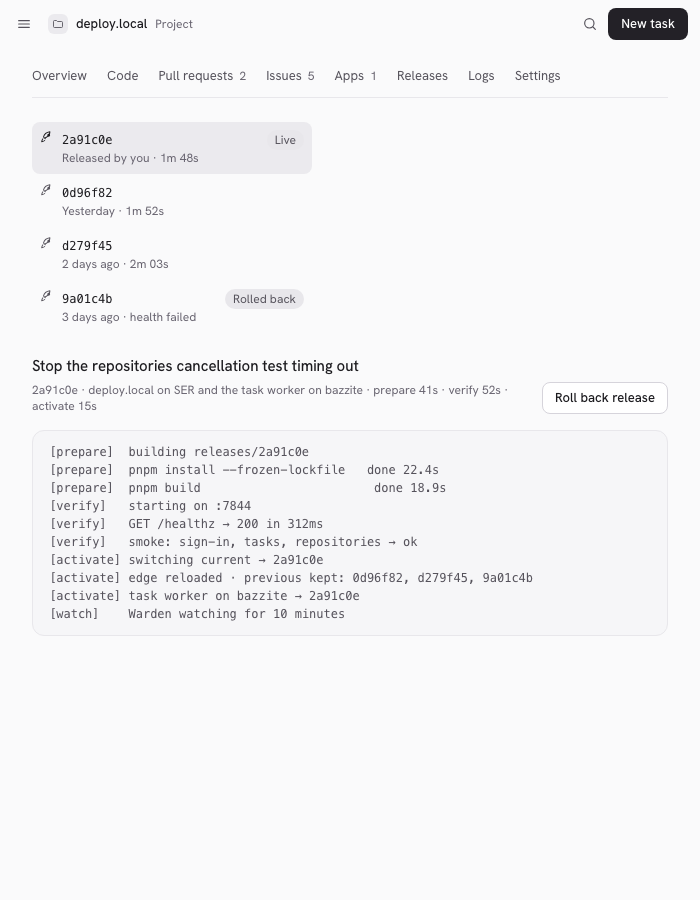 deploy.local Project
New task
Overview Code Pull requests 2 Issues 5 Apps 1 Releases Logs Settings
2a91c0e Live
Released by you · 1m 48s
0d96f82
Yesterday · 1m 52s
d279f45
2 days ago · 2m 03s
9a01c4b Rolled back
3 days ago · health failed
Stop the repositories cancellation test timing out
2a91c0e · deploy.local on SER and the task worker on bazzite · prepare 41s · verify 52s ·
activate 15s
Roll back release
[prepare] building releases/2a91c0e
[prepare] pnpm install --frozen-lockfile done 22.4s
[prepare] pnpm build done 18.9s
[verify] starting on :7844
[verify] GET /healthz → 200 in 312ms
[verify] smoke: sign-in, tasks, repositories → ok
[activate] switching current → 2a91c0e
[activate] edge reloaded · previous kept: 0d96f82, d279f45, 9a01c4b
[activate] task worker on bazzite → 2a91c0e
[watch] Warden watching for 10 minutes